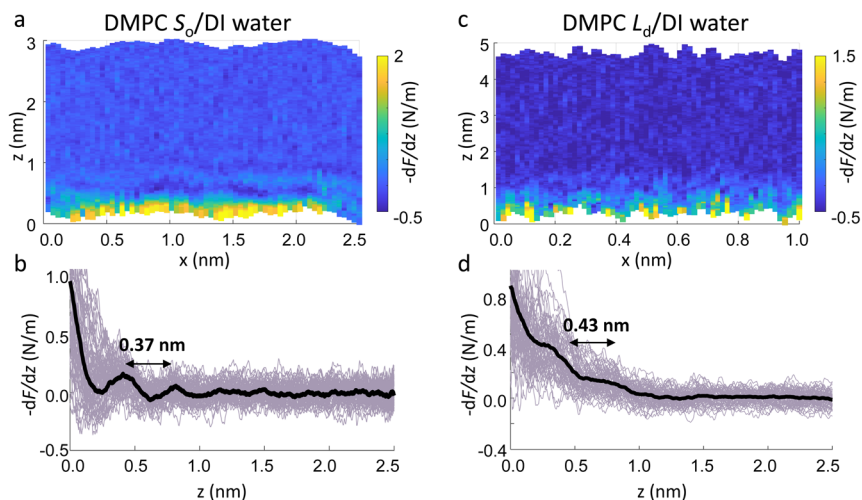 a
DMPC So/DI water
3
2
1
0
z (nm)
0.0 0.5 1.0 1.5 2.0 2.5
x (nm)
2
-0.5
-dF/dz (N/m)
c
DMPC Ld/DI water
5
4
3
2
1
0
z (nm)
0.0 0.2 0.4 0.6 0.8 1.0
x (nm)
1.5
-0.5
-dF/dz (N/m)
b
1.0
0.5
0.0
-0.5
-dF/dz (N/m)
0.37 nm
0.0 0.5 1.0 1.5 2.0 2.5
z (nm)
d
0.8
0.4
0.0
-0.4
-dF/dz (N/m)
0.43 nm
0.0 0.5 1.0 1.5 2.0 2.5
z (nm)